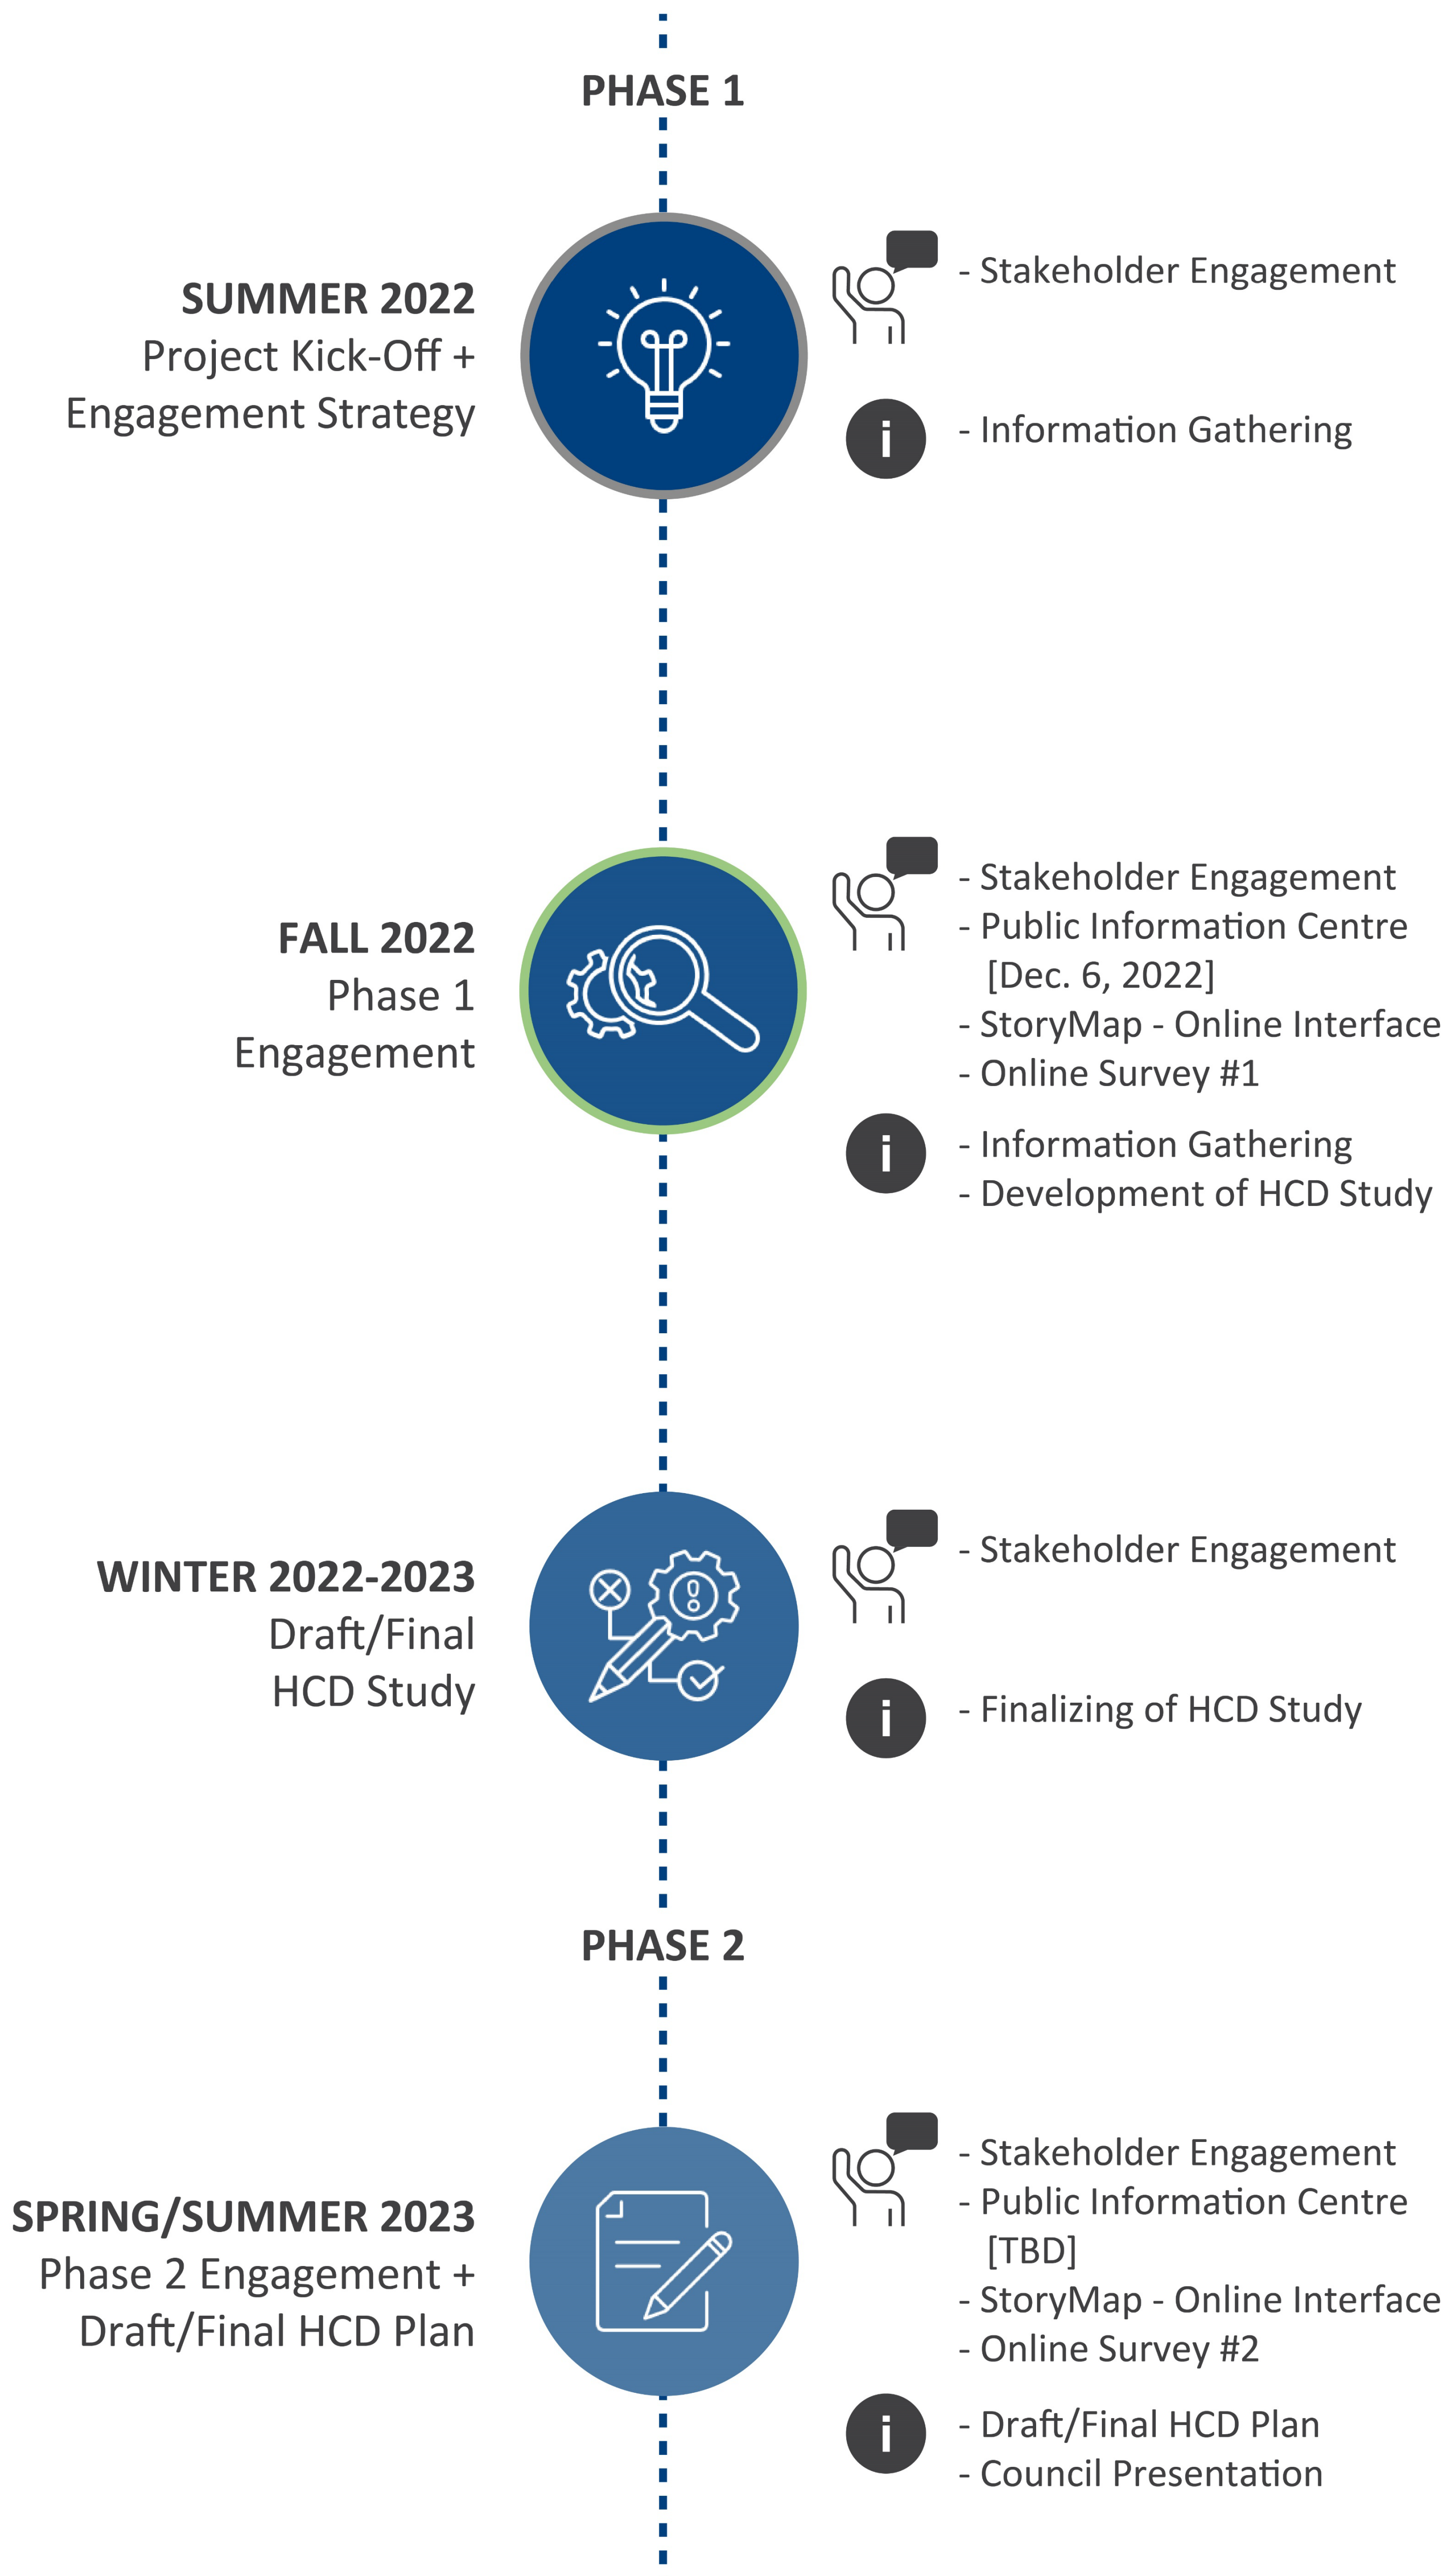 PHASE 1
SUMMER 2022
Project Kick-Off +
Engagement Strategy
- Stakeholder Engagement
i
- Information Gathering
FALL 2022
Phase 1
Engagement
- Stakeholder Engagement
- Public Information Centre
[Dec. 6, 2022]
- StoryMap - Online Interface
- Online Survey #1
i
- Information Gathering
- Development of HCD Study
WINTER 2022-2023
Draft/Final
HCD Study
- Stakeholder Engagement
i
- Finalizing of HCD Study
PHASE 2
SPRING/SUMMER 2023
Phase 2 Engagement +
Draft/Final HCD Plan
- Stakeholder Engagement
- Public Information Centre
[TBD]
- StoryMap - Online Interface
- Online Survey #2
i
- Draft/Final HCD Plan
- Council Presentation